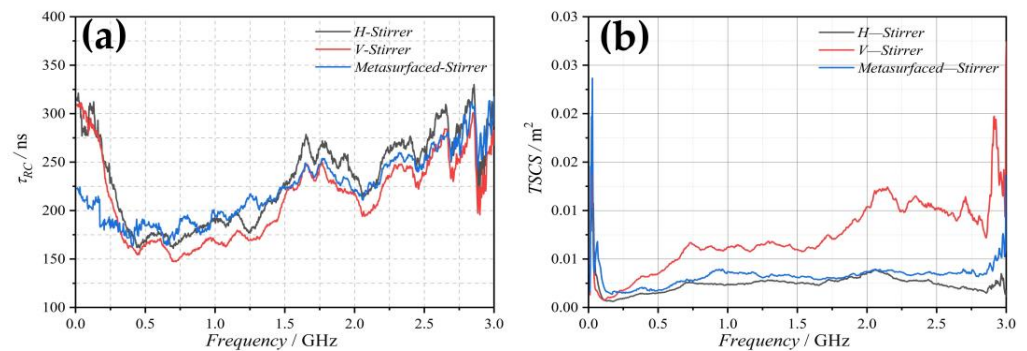 (a)
H-Stirrer
V-Stirrer
Metasurfaced-Stirrer
400
350
300
250
200
150
100
τRC / ns
0.0 0.5 1.0 1.5 2.0 2.5 3.0
Frequency / GHz
(b)
H—Stirrer
V—Stirrer
Metasurfaced—Stirrer
0.03
0.03
0.02
0.02
0.01
0.01
0.00
TSCS / m²
0.0 0.5 1.0 1.5 2.0 2.5 3.0
Frequency / GHz